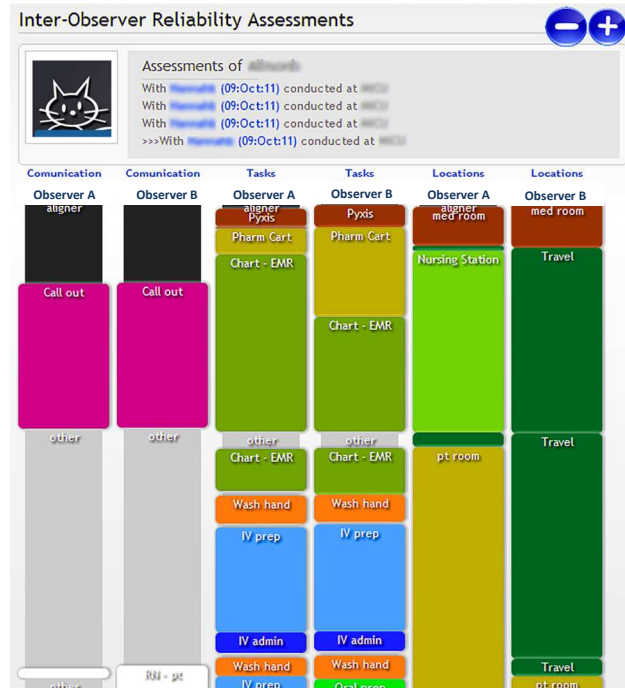 Inter-Observer Reliability Assessments
Assessments of
With (09:Oct:11) conducted at
With (09:Oct:11) conducted at
With (09:Oct:11) conducted at
>>>With (09:Oct:11) conducted at
Comunication Comunication Tasks Tasks Locations Locations
Observer A Observer B Observer A Observer B Observer A Observer B
aligner aligner aligner
Pyxis Pyxis med room med room
Pharm Cart Pharm Cart
Chart - EMR Nursing Station Travel
Call out Call out
Chart - EMR
other other other other Travel
Chart - EMR Chart - EMR pt room
Wash hand Wash hand
IV prep IV prep
IV admin IV admin
Wash hand Wash hand Travel
RN - pt
other IV prep Oral prep pt room